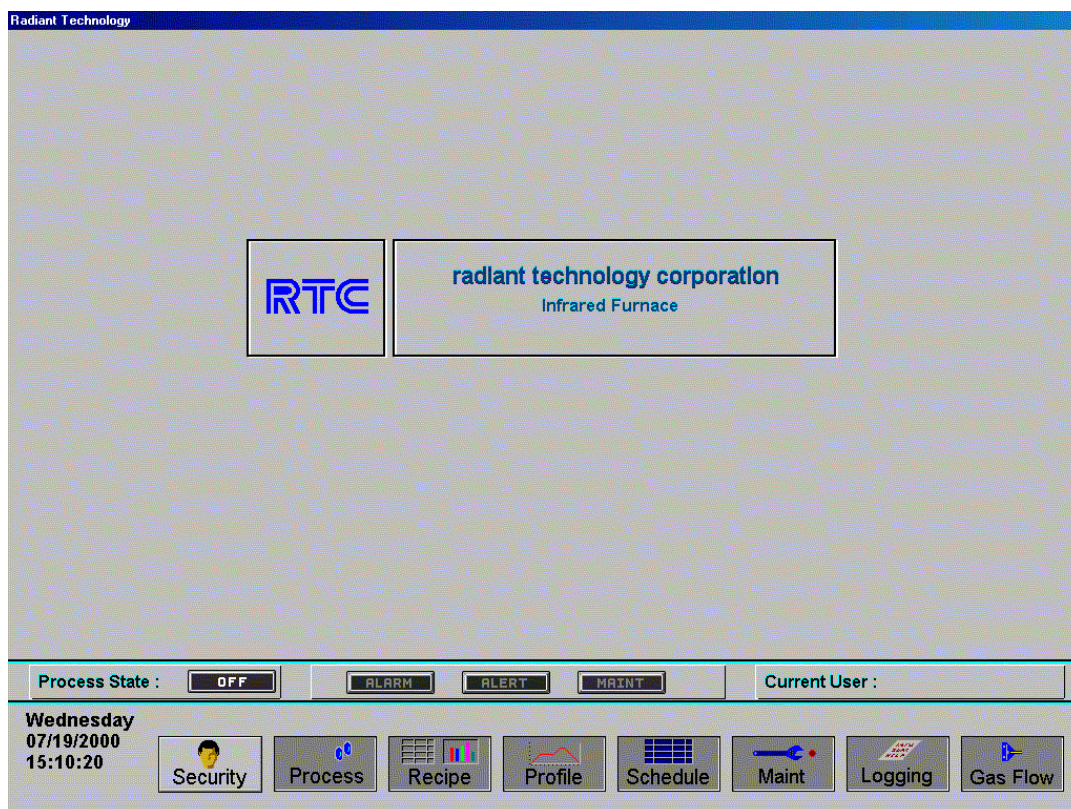 Radiant Technology
RTC
radiant technology corporation
Infrared Furnace
Process State :
OFF
ALARM
ALERT
MAINT
Current User :
Wednesday
07/19/2000
15:10:20
Security
Process
Recipe
Profile
Schedule
Maint
Logging
Gas Flow